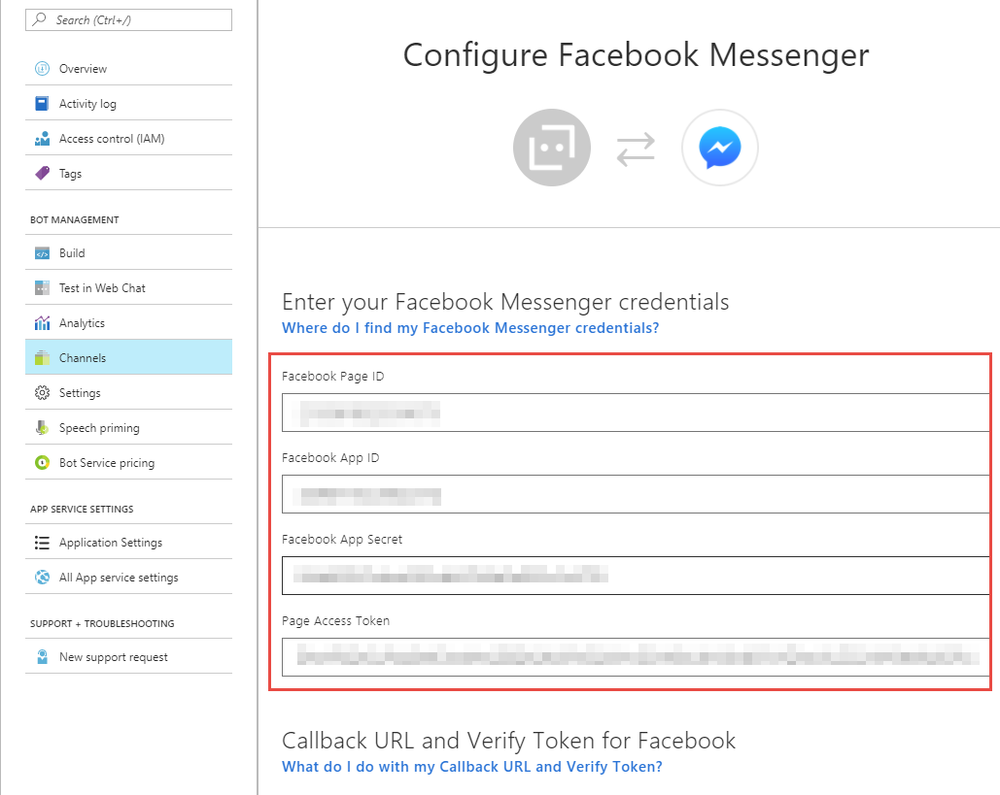 Search (Ctrl+/)
Overview
Activity log
Access control (IAM)
Tags
BOT MANAGEMENT
Build
Test in Web Chat
Analytics
Channels
Settings
Speech priming
Bot Service pricing
APP SERVICE SETTINGS
Application Settings
All App service settings
SUPPORT + TROUBLESHOOTING
New support request
Configure Facebook Messenger
Enter your Facebook Messenger credentials
Where do I find my Facebook Messenger credentials?
Facebook Page ID
Facebook App ID
Facebook App Secret
Page Access Token
Callback URL and Verify Token for Facebook
What do I do with my Callback URL and Verify Token?